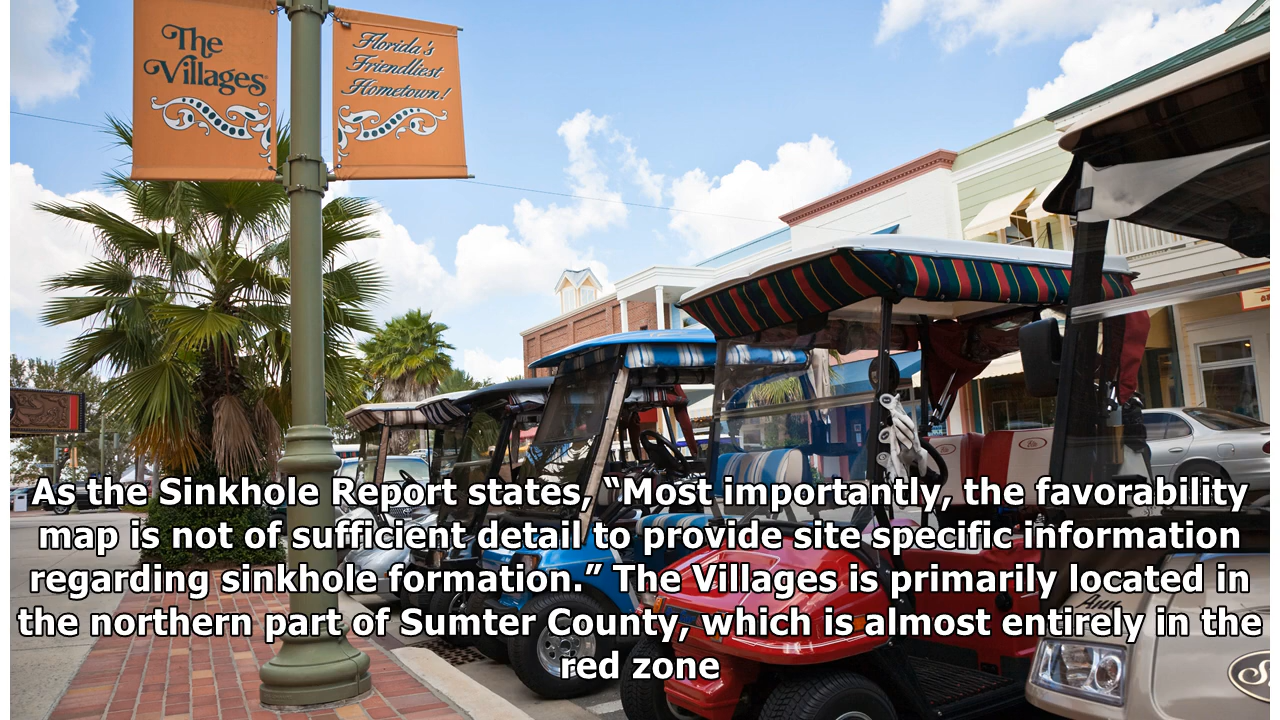 The
Villages
Florida's
Friendliest
Hometown!
As the Sinkhole Report states, “Most importantly, the favorability
map is not of sufficient detail to provide site specific information
regarding sinkhole formation.” The Villages is primarily located in
the northern part of Sumter County, which is almost entirely in the
red zone
Ann